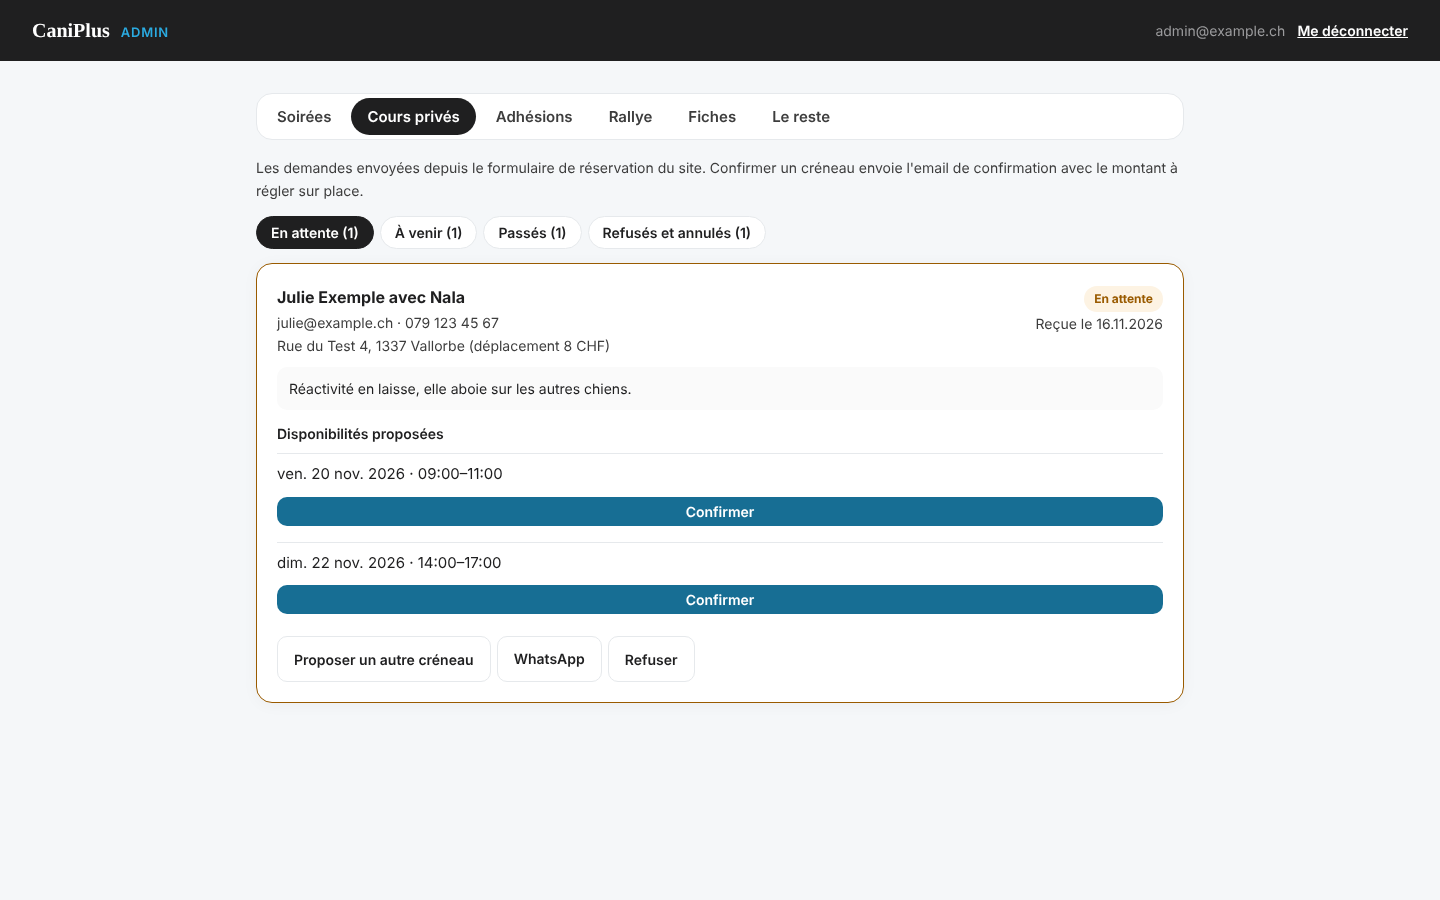 CaniPlus ADMIN
admin@example.ch Me déconnecter
Soirées Cours privés Adhésions Rallye Fiches Le reste
Les demandes envoyées depuis le formulaire de réservation du site. Confirmer un créneau envoie l'email de confirmation avec le montant à
régler sur place.
En attente (1) À venir (1) Passés (1) Refusés et annulés (1)
Julie Exemple avec Nala
En attente
julie@example.ch · 079 123 45 67
Reçue le 16.11.2026
Rue du Test 4, 1337 Vallorbe (déplacement 8 CHF)
Réactivité en laisse, elle aboie sur les autres chiens.
Disponibilités proposées
ven. 20 nov. 2026 · 09:00–11:00
Confirmer
dim. 22 nov. 2026 · 14:00–17:00
Confirmer
Proposer un autre créneau WhatsApp Refuser